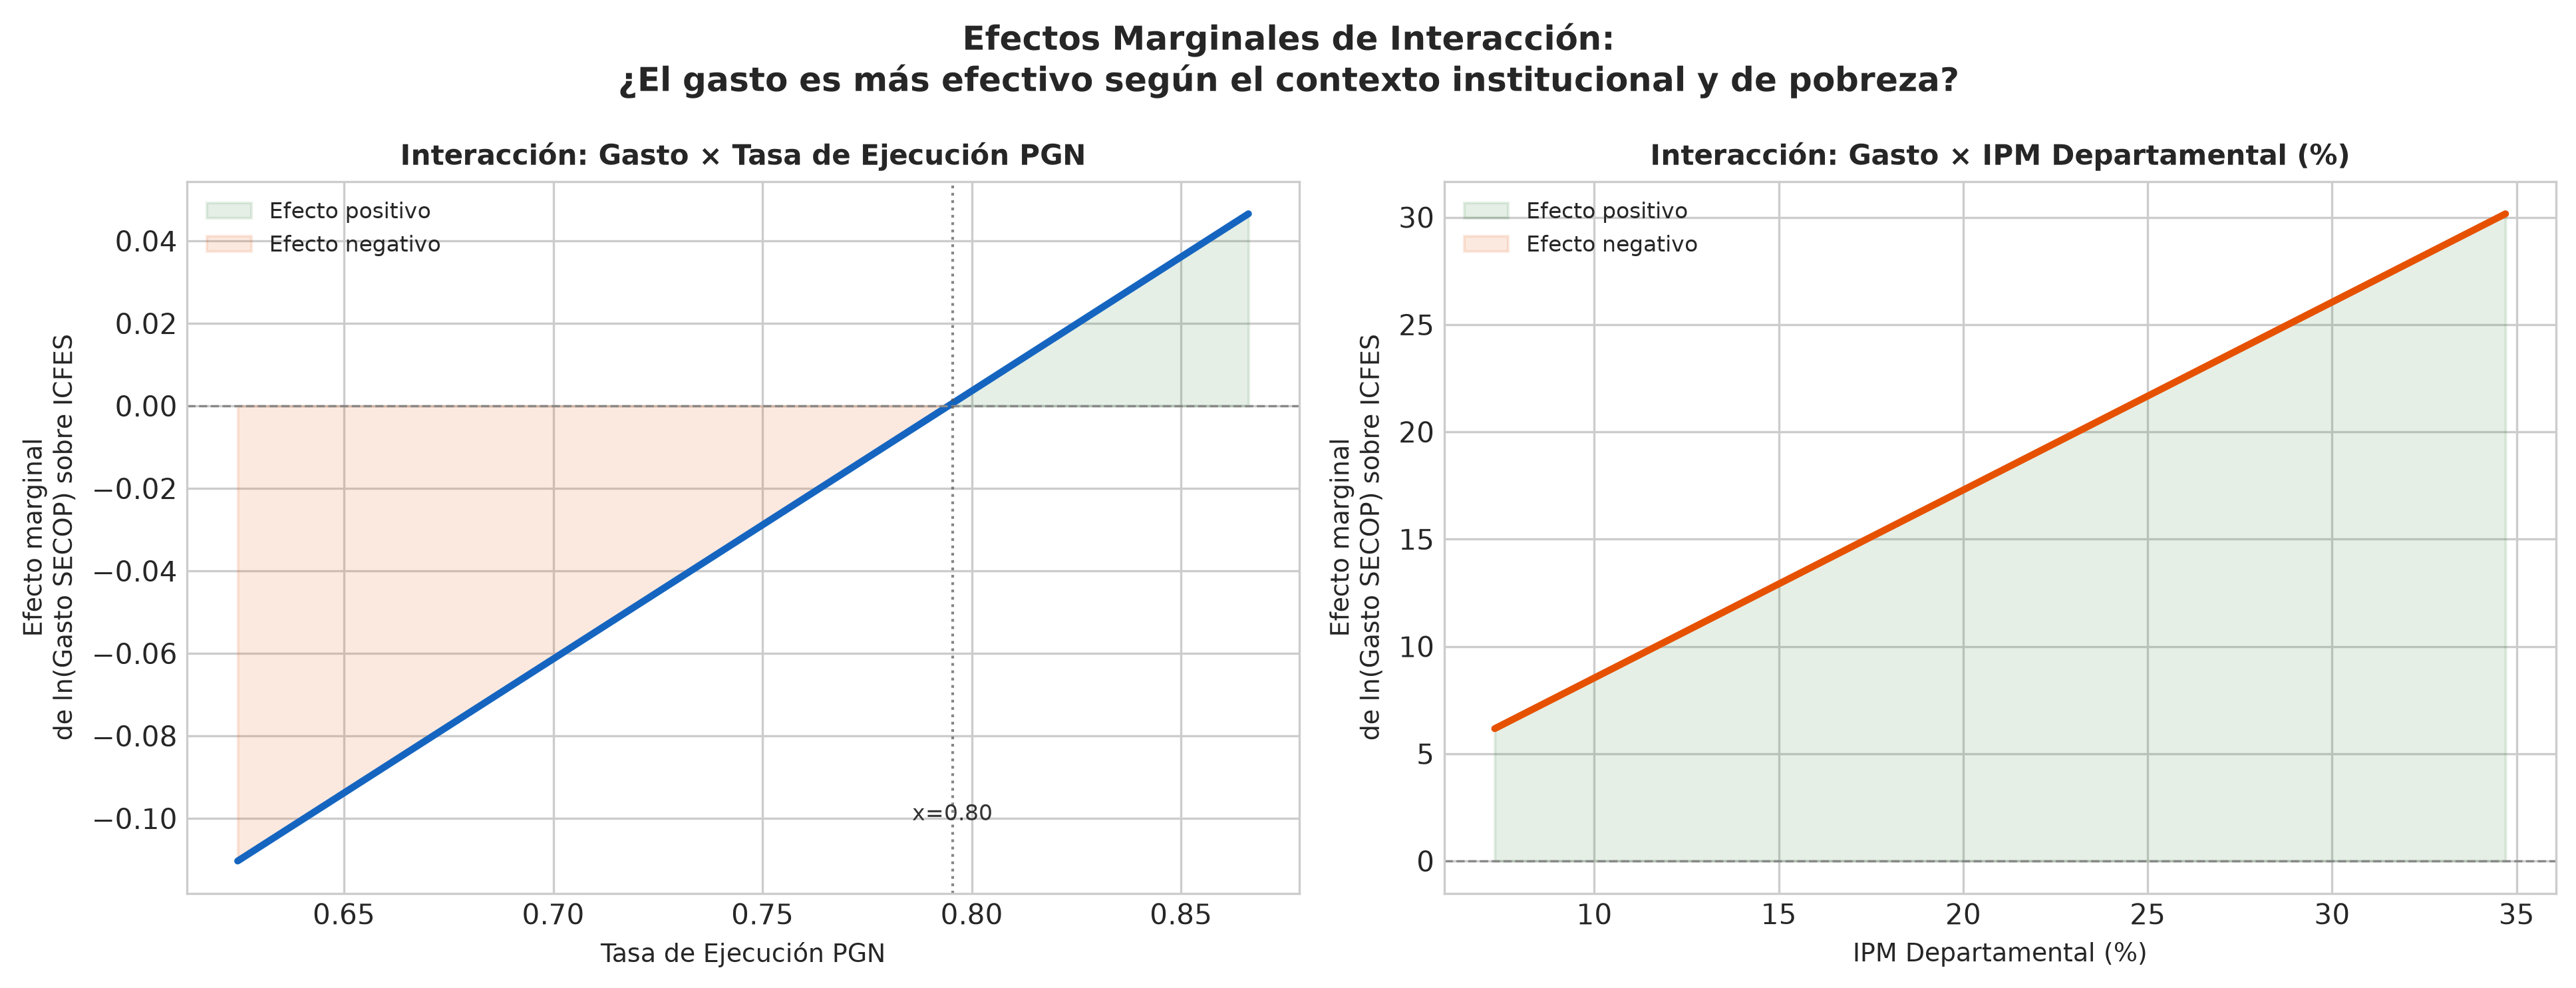 Efectos Marginales de Interacción:
¿El gasto es más efectivo según el contexto institucional y de pobreza?
Interacción: Gasto × Tasa de Ejecución PGN
Efecto positivo
Efecto negativo
0.04
0.02
0.00
−0.02
−0.04
−0.06
−0.08
−0.10
Efecto marginal
de ln(Gasto SECOP) sobre ICFES
x=0.80
0.65
0.70
0.75
0.80
0.85
Tasa de Ejecución PGN
Interacción: Gasto × IPM Departamental (%)
Efecto positivo
Efecto negativo
30
25
20
15
10
5
0
Efecto marginal
de ln(Gasto SECOP) sobre ICFES
10
15
20
25
30
35
IPM Departamental (%)